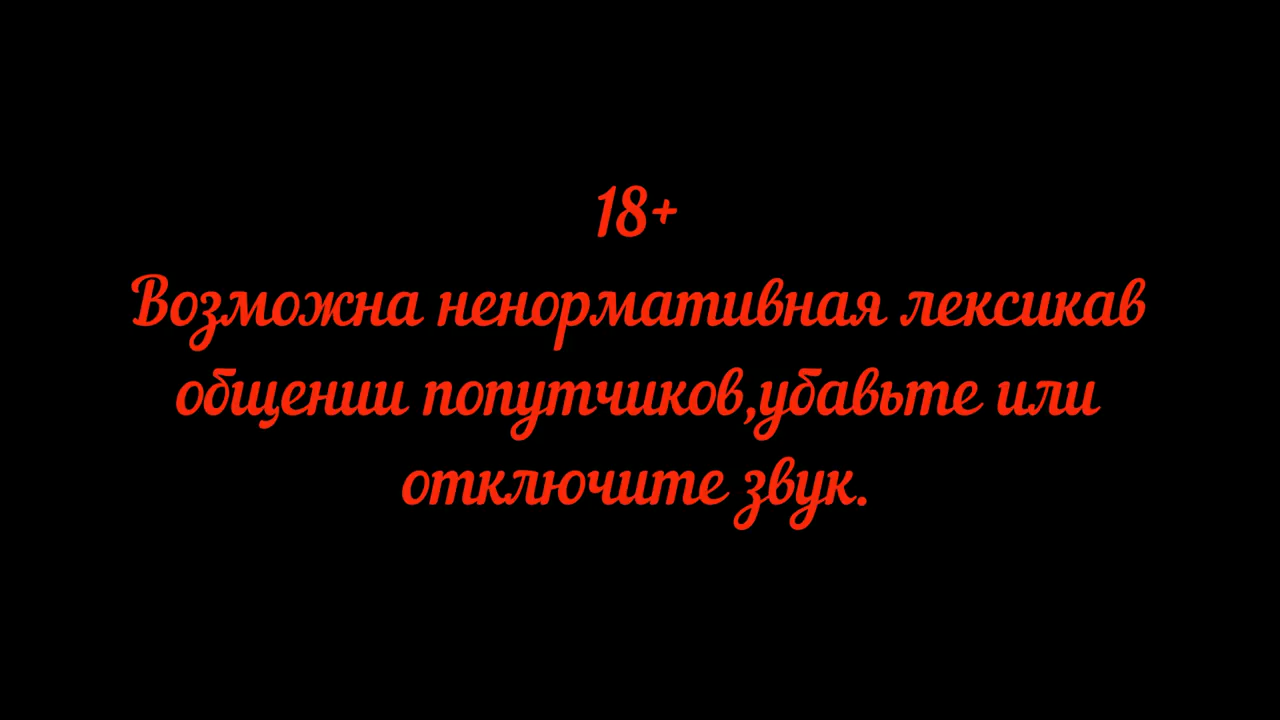 18+
Возможна ненормативная лексикав
общении попутчиков,убавьте или
отключите звук.